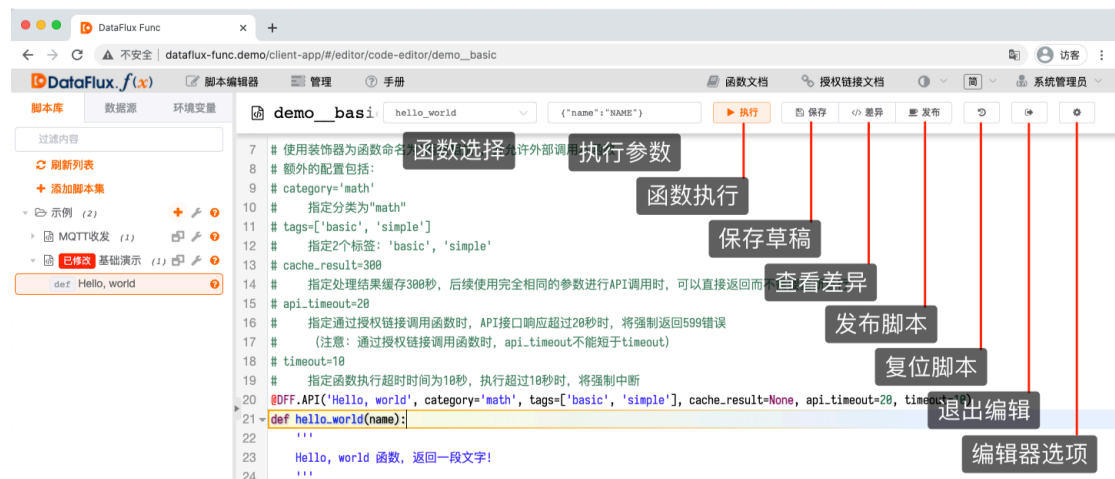 DataFlux Func
不安全 | dataflux-func.demo/client-app/#/editor/code-editor/demo__basic
访客
DataFlux. f(x) 脚本编辑器 管理 手册 函数文档 授权链接文档 简 系统管理员
脚本库 数据源 环境变量
demo__basi hello_world {"name":"NAME"} 执行 保存 差异 发布
过滤内容
刷新列表
添加脚本集
示例 (2)
MQTT收发 (1)
已修改 基础演示 (1)
def Hello, world
函数选择
执行参数
函数执行
保存草稿
查看差异
发布脚本
复位脚本
退出编辑
编辑器选项
7 # 使用装饰器为函数命名为 允许外部调用
8 # 额外的配置包括：
9 # category='math'
10 # 指定分类为"math"
11 # tags=['basic', 'simple']
12 # 指定2个标签：'basic', 'simple'
13 # cache_result=300
14 # 指定处理结果缓存300秒，后续使用完全相同的参数进行API调用时，可以直接返回而不
15 # api_timeout=20
16 # 指定通过授权链接调用函数时，API接口响应超过20秒时，将强制返回599错误
17 # （注意：通过授权链接调用函数时，api_timeout不能短于timeout）
18 # timeout=10
19 # 指定函数执行超时时间为10秒，执行超过10秒时，将强制中断
20 @DFF.API('Hello, world', category='math', tags=['basic', 'simple'], cache_result=None, api_timeout=20, timeout=10)
21 def hello_world(name):
22 '''
23 Hello, world 函数，返回一段文字！
24 '''